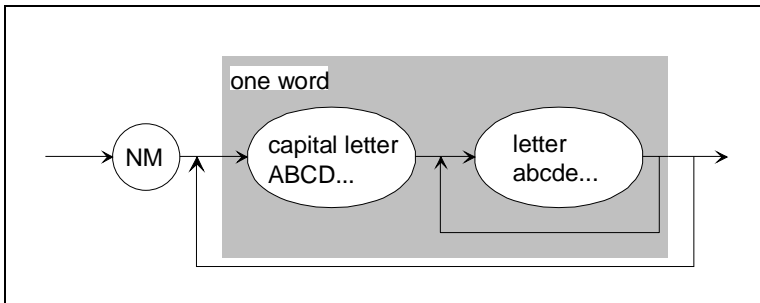 one word
NM
capital letter
ABCD...
letter
abcde...